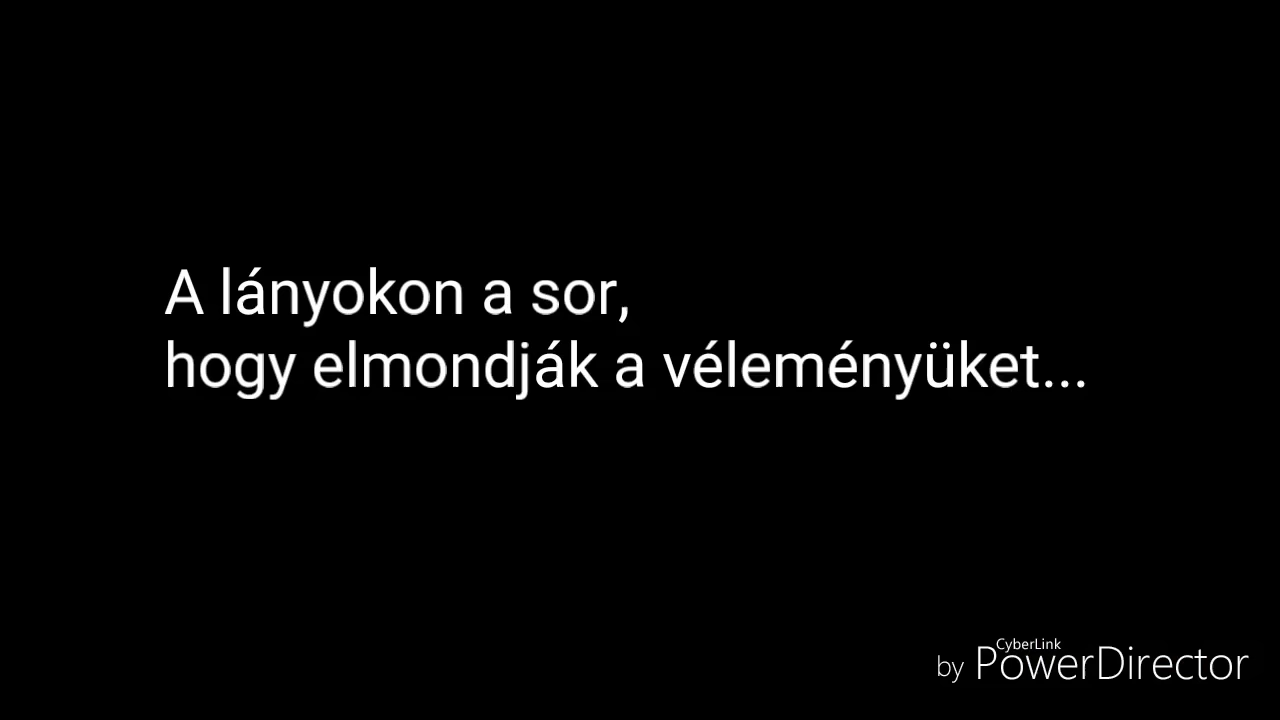 A lányokon a sor,
hogy elmondják a véleményüket...
CyberLink
by PowerDirector